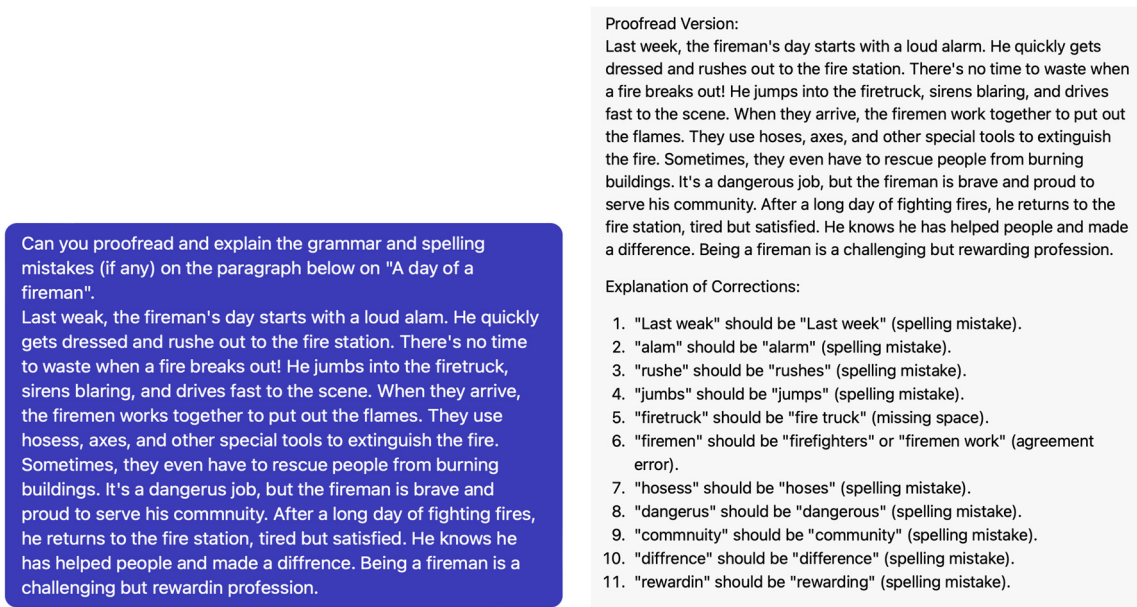 Can you proofread and explain the grammar and spelling
mistakes (if any) on the paragraph below on "A day of a
fireman".
Last weak, the fireman's day starts with a loud alam. He quickly
gets dressed and rushe out to the fire station. There's no time
to waste when a fire breaks out! He jumbs into the firetruck,
sirens blaring, and drives fast to the scene. When they arrive,
the firemen works together to put out the flames. They use
hosess, axes, and other special tools to extinguish the fire.
Sometimes, they even have to rescue people from burning
buildings. It's a dangerus job, but the fireman is brave and
proud to serve his commnuity. After a long day of fighting fires,
he returns to the fire station, tired but satisfied. He knows he
has helped people and made a diffrence. Being a fireman is a
challenging but rewardin profession.
Proofread Version:
Last week, the fireman's day starts with a loud alarm. He quickly gets
dressed and rushes out to the fire station. There's no time to waste when
a fire breaks out! He jumps into the firetruck, sirens blaring, and drives
fast to the scene. When they arrive, the firemen work together to put out
the flames. They use hoses, axes, and other special tools to extinguish
the fire. Sometimes, they even have to rescue people from burning
buildings. It's a dangerous job, but the fireman is brave and proud to
serve his community. After a long day of fighting fires, he returns to the
fire station, tired but satisfied. He knows he has helped people and made
a difference. Being a fireman is a challenging but rewarding profession.
Explanation of Corrections:
1. "Last weak" should be "Last week" (spelling mistake).
2. "alam" should be "alarm" (spelling mistake).
3. "rushe" should be "rushes" (spelling mistake).
4. "jumbs" should be "jumps" (spelling mistake).
5. "firetruck" should be "fire truck" (missing space).
6. "firemen" should be "firefighters" or "firemen work" (agreement
error).
7. "hosess" should be "hoses" (spelling mistake).
8. "dangerus" should be "dangerous" (spelling mistake).
9. "commnuity" should be "community" (spelling mistake).
10. "diffrence" should be "difference" (spelling mistake).
11. "rewardin" should be "rewarding" (spelling mistake).